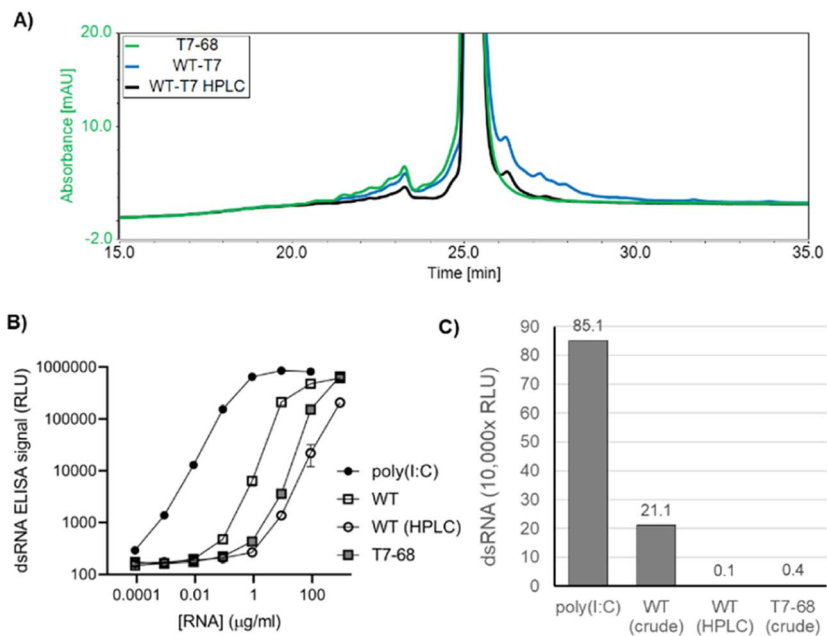 A)
20.0
T7-68
WT-T7
WT-T7 HPLC
Absorbance [mAU]
10.0
-2.0
15.0 20.0 25.0 30.0 35.0
Time [min]
B)
1000000
100000
10000
1000
100
dsRNA ELISA signal (RLU)
poly(I:C)
WT
WT (HPLC)
T7-68
0.0001 0.01 1 100
[RNA] (μg/ml)
C)
90
80
70
60
50
40
30
20
10
0
dsRNA (10,000x RLU)
85.1
21.1
0.1
0.4
poly(I:C) WT WT T7-68
(crude) (HPLC) (crude)